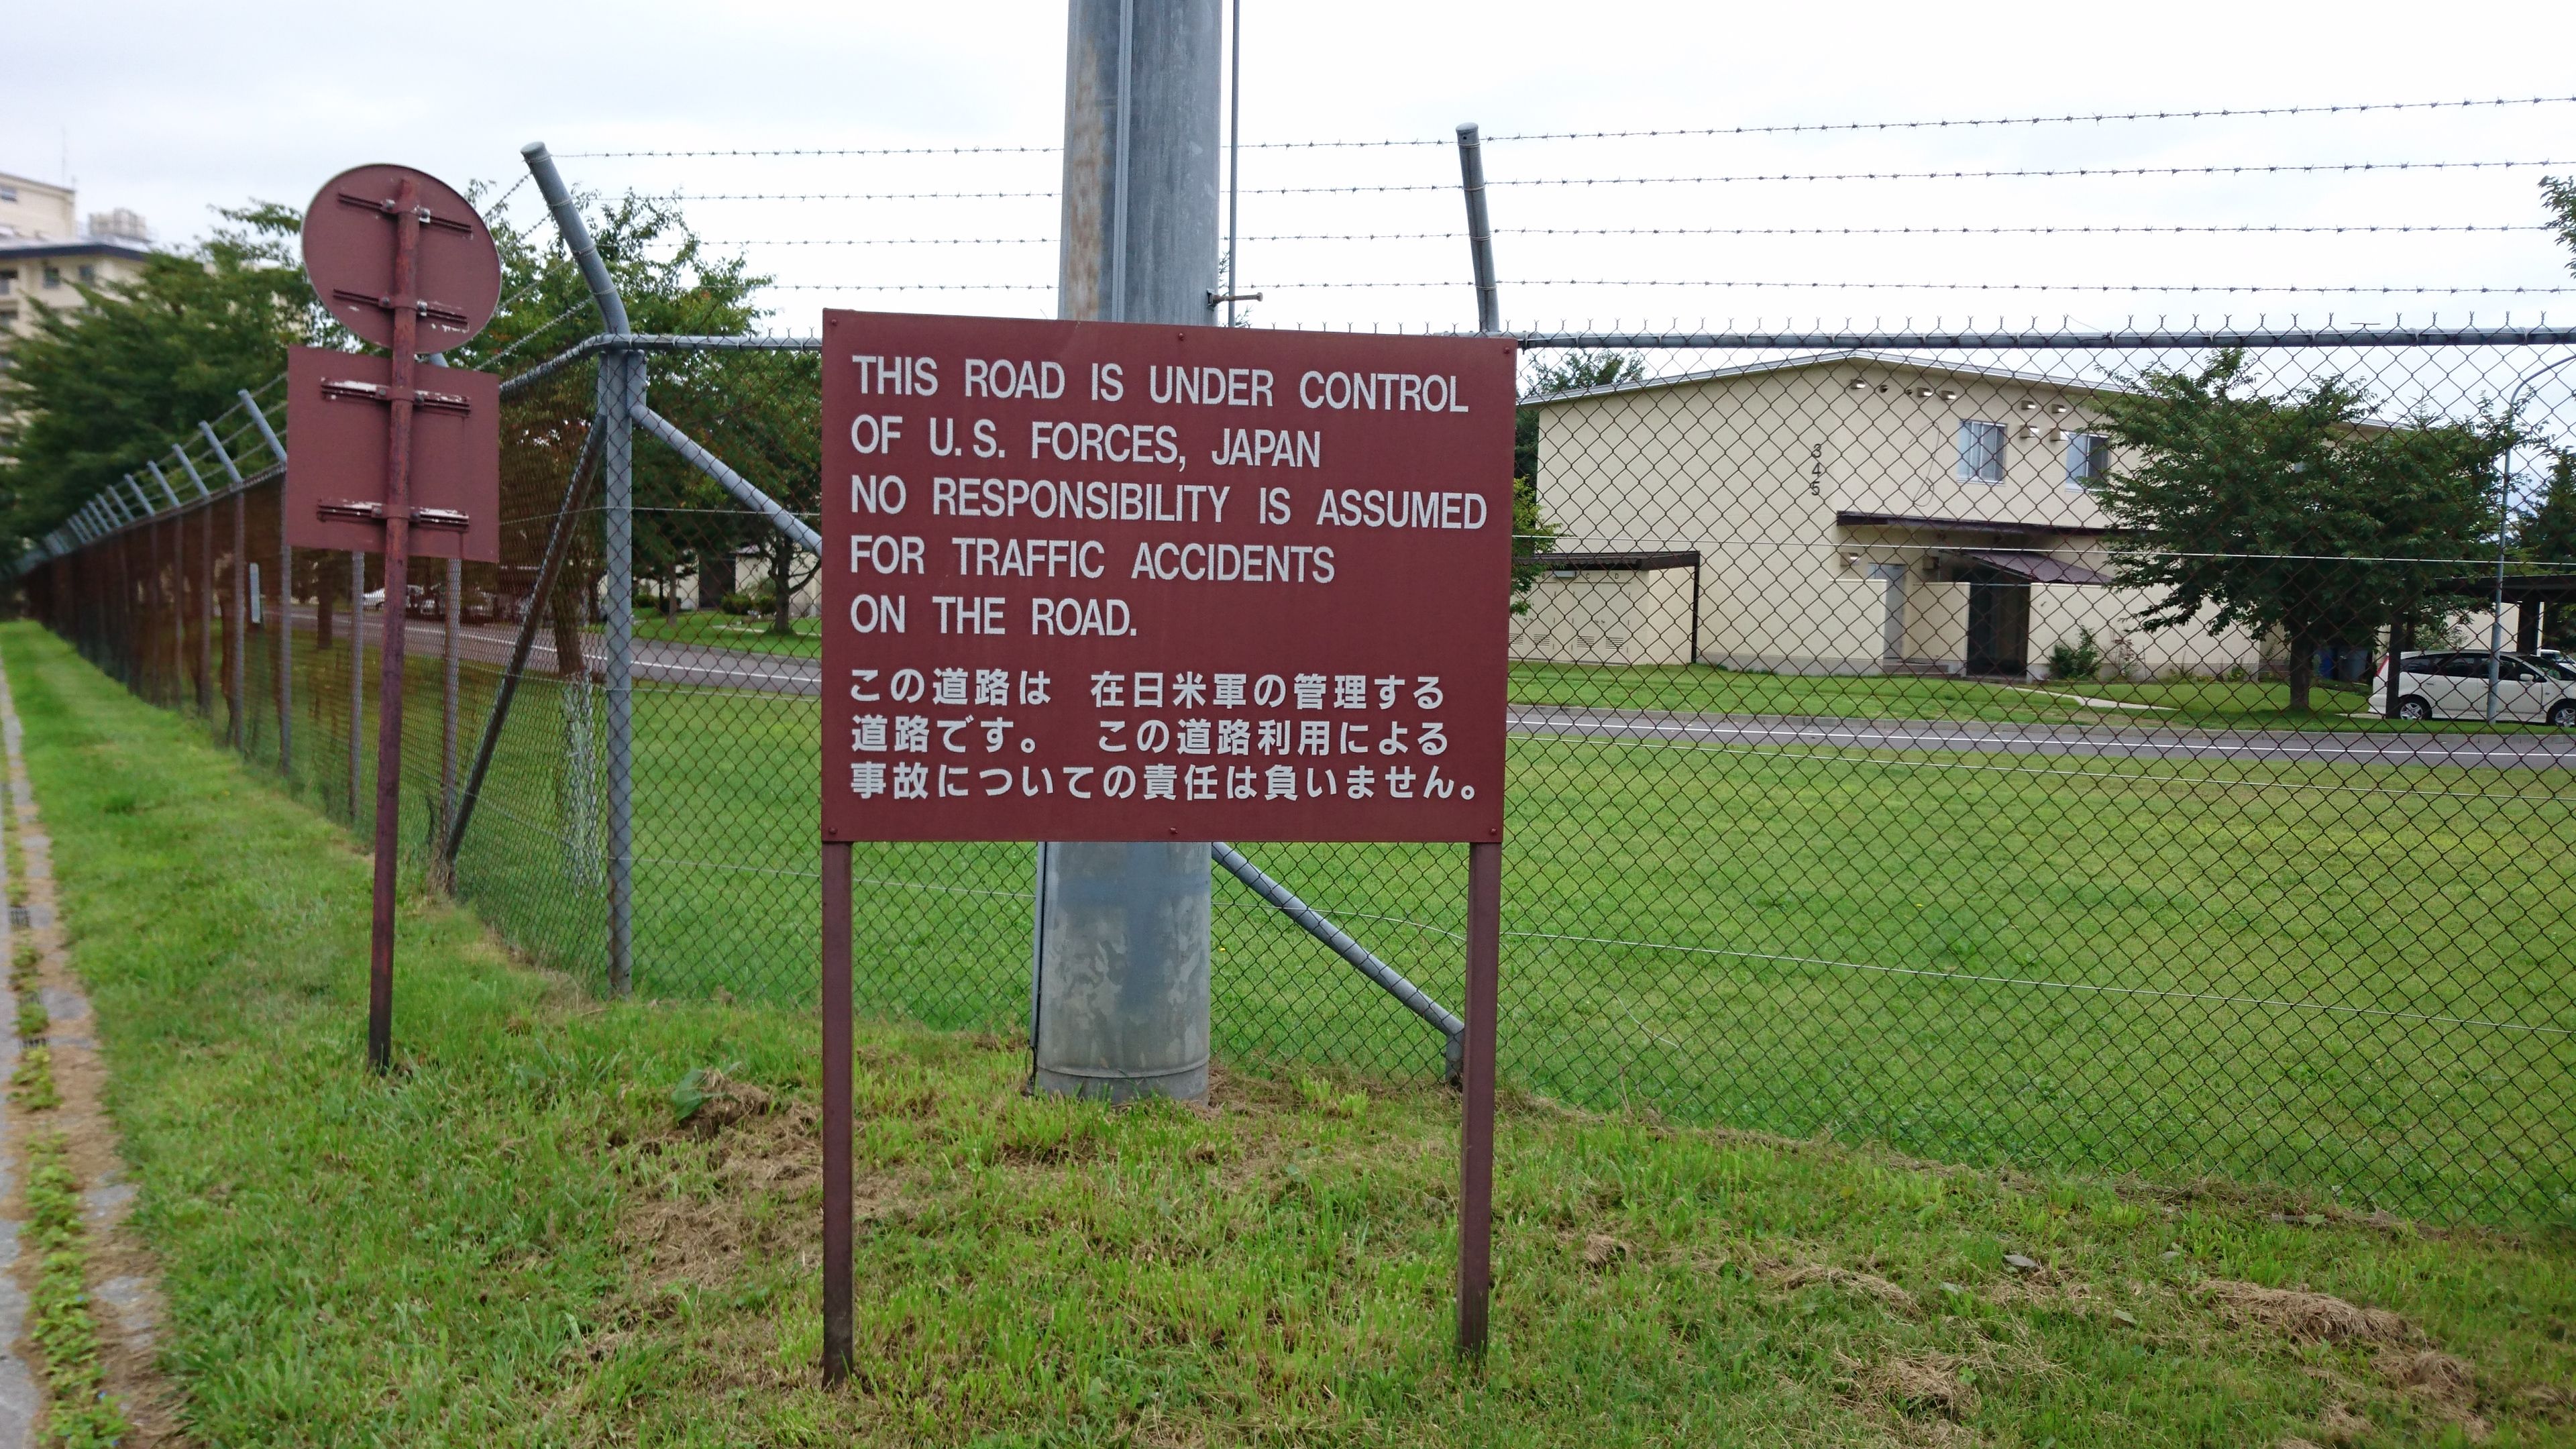 THIS ROAD IS UNDER CONTROL
OF U.S. FORCES, JAPAN
NO RESPONSIBILITY IS ASSUMED
FOR TRAFFIC ACCIDENTS
ON THE ROAD.
この道路は 在日米軍の管理する
道路です。 この道路利用による
事故についての責任は負いません。
345